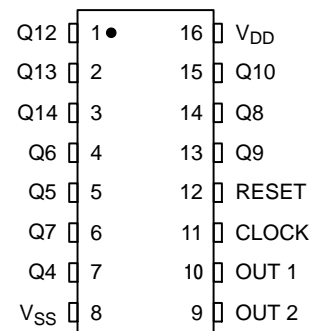 Q12 1 16 VDD
Q13 2 15 Q10
Q14 3 14 Q8
Q6 4 13 Q9
Q5 5 12 RESET
Q7 6 11 CLOCK
Q4 7 10 OUT 1
VSS 8 9 OUT 2